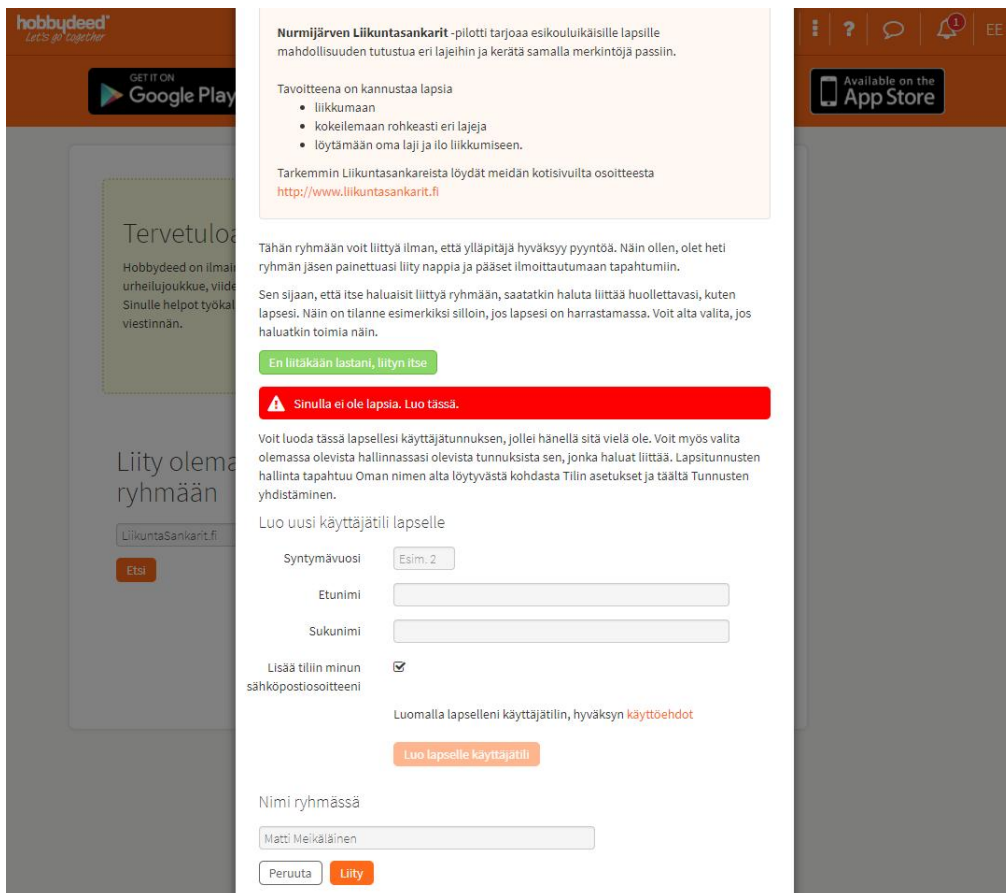 hobbydeed
Let's go together
?
1
EE
GET IT ON
Google Play
Available on the
App Store
Tervetuloa
Hobbydeed on
urheilujoukkue,
Sinulle helpot
viestinnän.
Liity
ryhmään
LiikuntaSankarit.fi
Etsi
Nurmijärven Liikuntasankarit -pilotti tarjoaa esikouluikäisille lapsille
mahdollisuuden tutustua eri lajeihin ja kerätä samalla merkintöjä passiin.
Tavoitteena on kannustaa lapsia
• liikkumaan
• kokeilemaan rohkeasti eri lajeja
• löytämään oma laji ja ilo liikkumiseen.
Tarkemmin Liikuntasankareista löydät meidän kotisivuilta osoitteesta
http://www.liikuntasankarit.fi
Tähän ryhmään voit liittyä ilman, että ylläpitäjä hyväksyy pyyntöä. Näin ollen, olet heti
ryhmän jäsen painettuasi liity nappia ja pääset ilmoittautumaan tapahtumiin.
Sen sijaan, että itse haluaisit liittyä ryhmään, saatatkin haluta liittää huollettavasi, kuten
lapsesi. Näin on tilanne esimerkiksi silloin, jos lapsesi on harrastamassa. Voit alta valita, jos
haluatkin toimia näin.
En liitäkään lastani, liityn itse
Sinulla ei ole lapsia. Luo tässä.
Voit luoda tässä lapsellesi käyttäjätunnuksen, jollei hänellä sitä vielä ole. Voit myös valita
olemassa olevista hallinnassasi olevista tunnuksista sen, jonka haluat liittää. Lapsitunnusten
hallinta tapahtuu Oman nimen alta löytyvästä kohdasta Tilin asetukset ja täältä Tunnusten
yhdistäminen.
Luo uusi käyttäjätili lapselle
Syntymävuosi
Esim. 2
Etunimi
Sukunimi
Lisää tiliin minun
sähköpostiosoitteeni
Luomalla lapselleni käyttäjätilin, hyväksyn käyttöehdot
Luo lapselle käyttäjätili
Nimi ryhmässä
Matti Meikäläinen
Peruuta
Liity